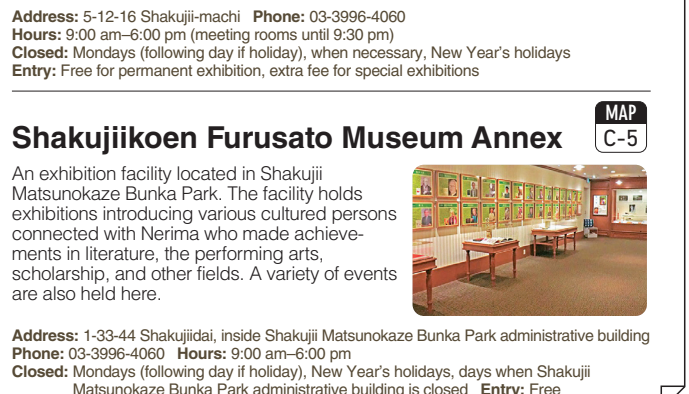 Address: 5-12-16 Shakujii-machi Phone: 03-3996-4060
Hours: 9:00 am–6:00 pm (meeting rooms until 9:30 pm)
Closed: Mondays (following day if holiday), when necessary, New Year's holidays
Entry: Free for permanent exhibition, extra fee for special exhibitions
MAP
Shakujiikoen Furusato Museum Annex C-5
An exhibition facility located in Shakujii
Matsunokaze Bunka Park. The facility holds
exhibitions introducing various cultured persons
connected with Nerima who made achieve-
ments in literature, the performing arts,
scholarship, and other fields. A variety of events
are also held here.
Address: 1-33-44 Shakujiidai, inside Shakujii Matsunokaze Bunka Park administrative building
Phone: 03-3996-4060 Hours: 9:00 am–6:00 pm
Closed: Mondays (following day if holiday), New Year's holidays, days when Shakujii
Matsunokaze Bunka Park administrative building is closed Entry: Free